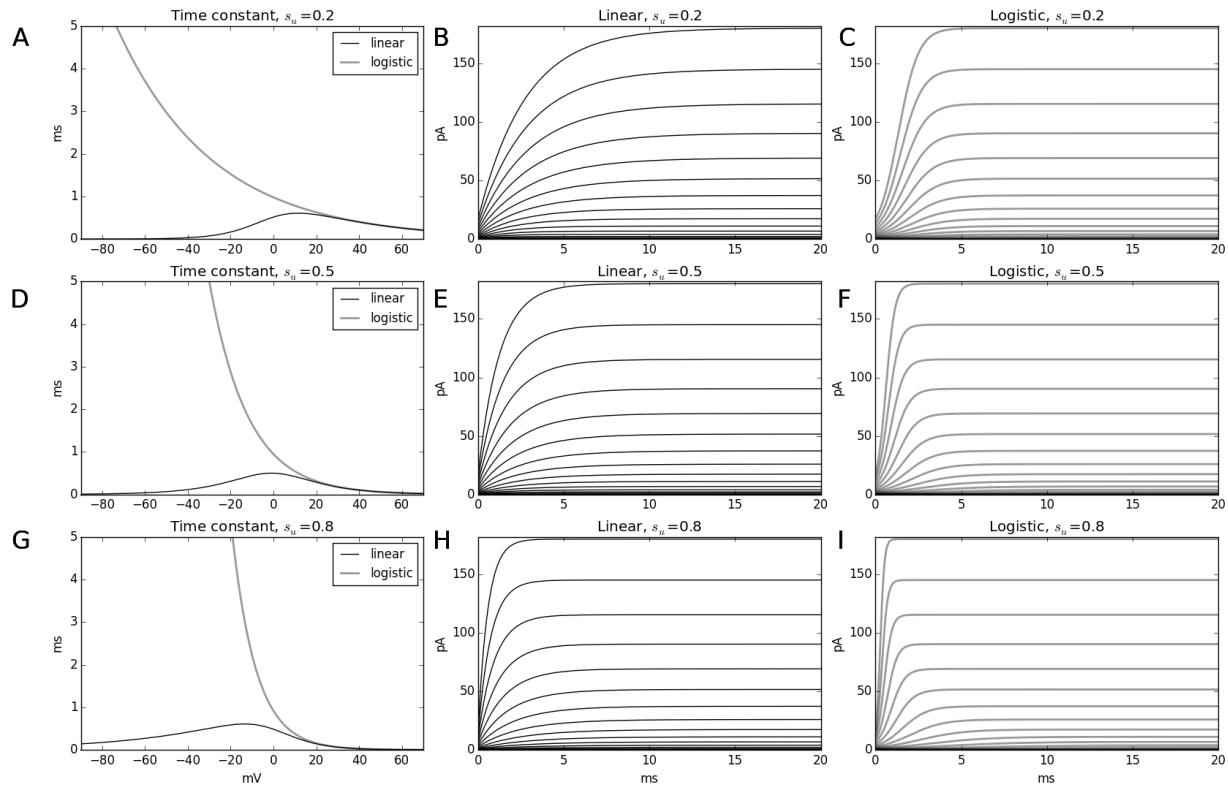 A
Time constant, s_u=0.2
5
4
3
2
1
0
ms
linear
logistic
−80 −60 −40 −20 0 20 40 60
B
Linear, s_u=0.2
150
100
50
0
pA
0 5 10 15 20
C
Logistic, s_u=0.2
150
100
50
0
pA
0 5 10 15 20
D
Time constant, s_u=0.5
5
4
3
2
1
0
ms
linear
logistic
−80 −60 −40 −20 0 20 40 60
E
Linear, s_u=0.5
150
100
50
0
pA
0 5 10 15 20
F
Logistic, s_u=0.5
150
100
50
0
pA
0 5 10 15 20
G
Time constant, s_u=0.8
5
4
3
2
1
0
ms
linear
logistic
−80 −60 −40 −20 0 20 40 60
mV
H
Linear, s_u=0.8
150
100
50
0
pA
0 5 10 15 20
ms
I
Logistic, s_u=0.8
150
100
50
0
pA
0 5 10 15 20
ms